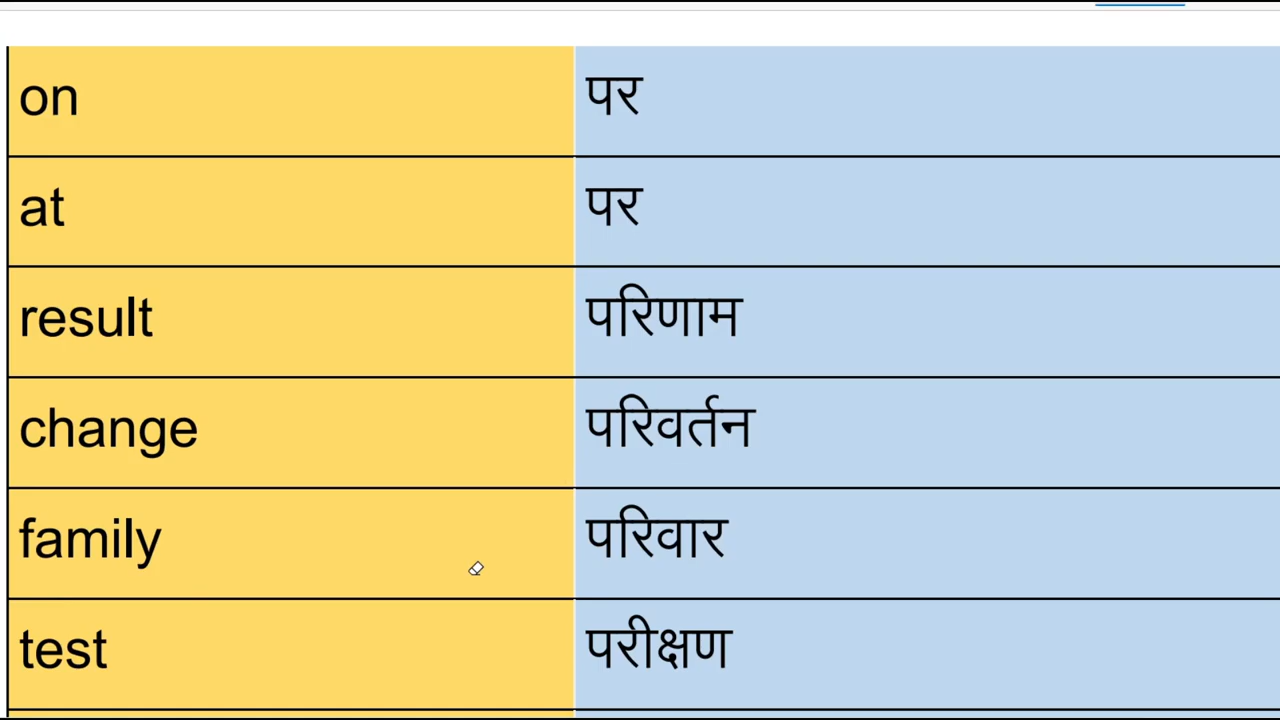 on पर
at पर
result परिणाम
change परिवर्तन
family परिवार
test परीक्षण